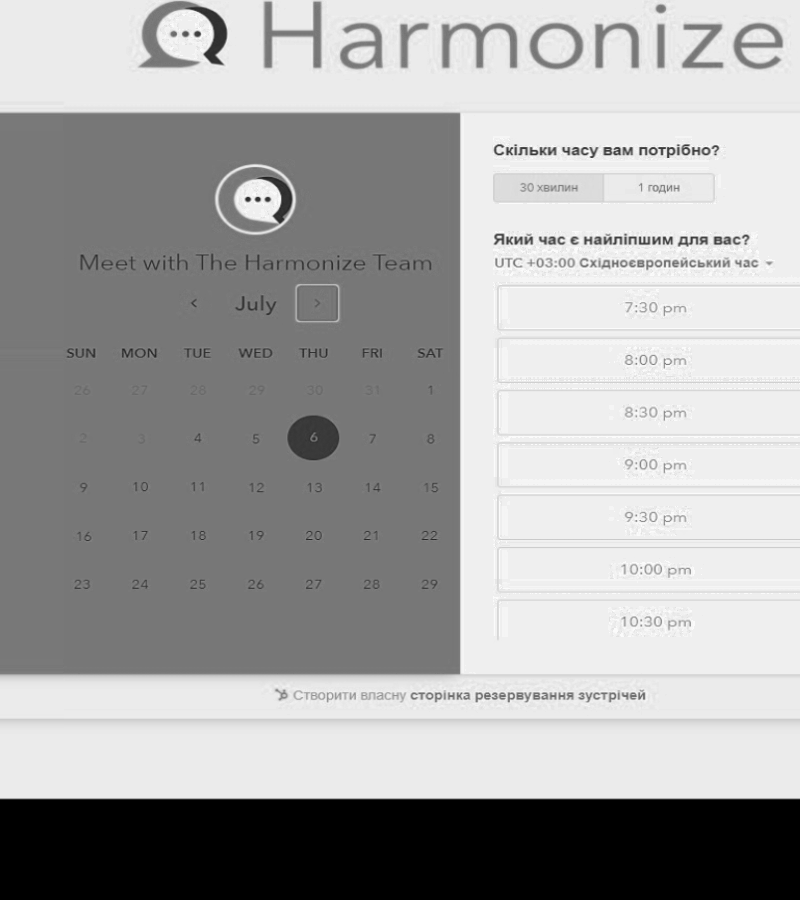 Harmonize
Meet with The Harmonize Team
July
SUN MON TUE WED THU FRI SAT
26 27 28 29 30 31 1
2 3 4 5 6 7 8
9 10 11 12 13 14 15
16 17 18 19 20 21 22
23 24 25 26 27 28 29
Скільки часу вам потрібно?
30 хвилин 1 годин
Який час є найліпшим для вас?
UTC +03:00 Східноєвропейський час
7:30 pm
8:00 pm
8:30 pm
9:00 pm
9:30 pm
10:00 pm
10:30 pm
Створити власну сторінка резервування зустрічей